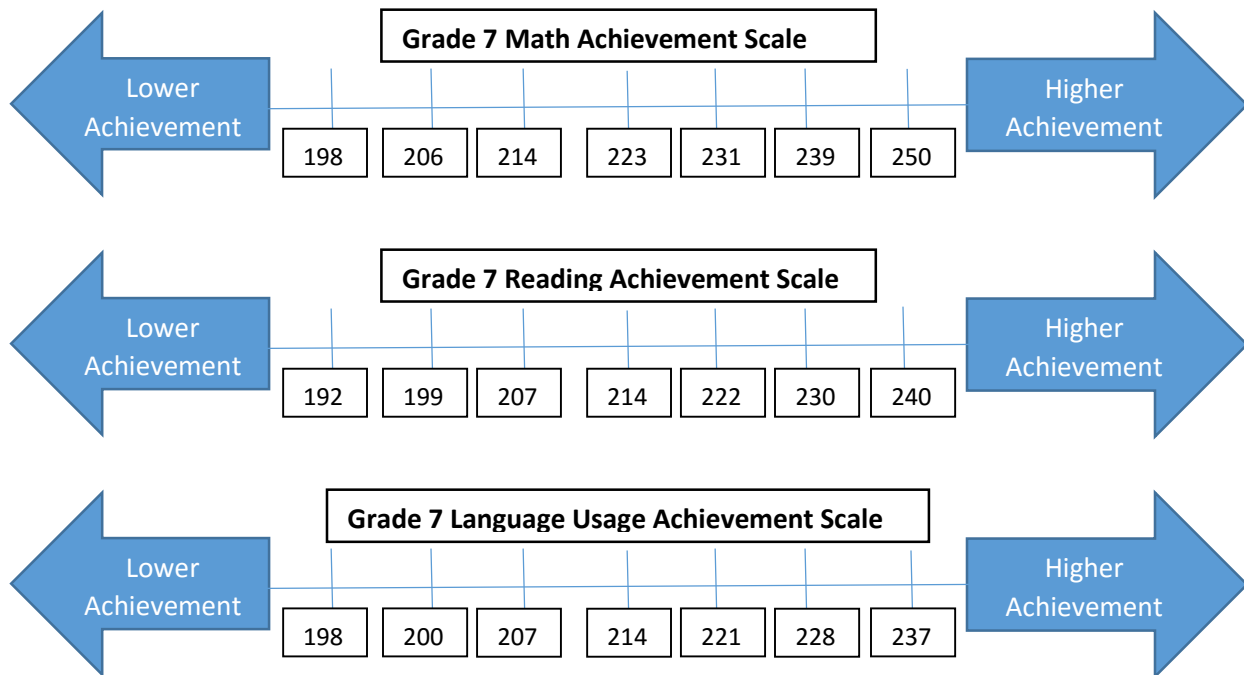 Grade 7 Math Achievement Scale
Lower
Achievement
Higher
Achievement
198 206 214 223 231 239 250
Grade 7 Reading Achievement Scale
Lower
Achievement
Higher
Achievement
192 199 207 214 222 230 240
Grade 7 Language Usage Achievement Scale
Lower
Achievement
Higher
Achievement
198 200 207 214 221 228 237